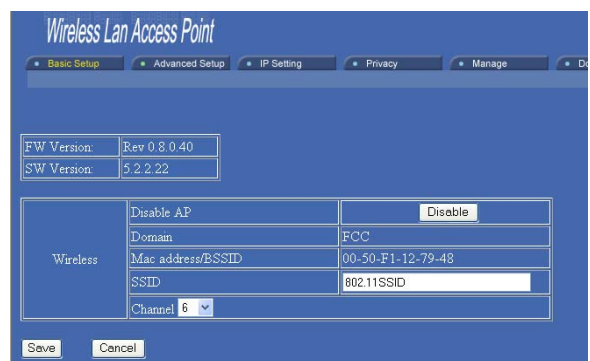 Wireless Lan Access Point
Basic Setup Advanced Setup IP Setting Privacy Manage
FW Version: Rev 0.8.0.40
SW Version: 5.2.2.22
Disable AP Disable
Domain FCC
Wireless Mac address/BSSID 00-50-F1-12-79-48
SSID 802.11SSID
Channel 6
Save Cancel